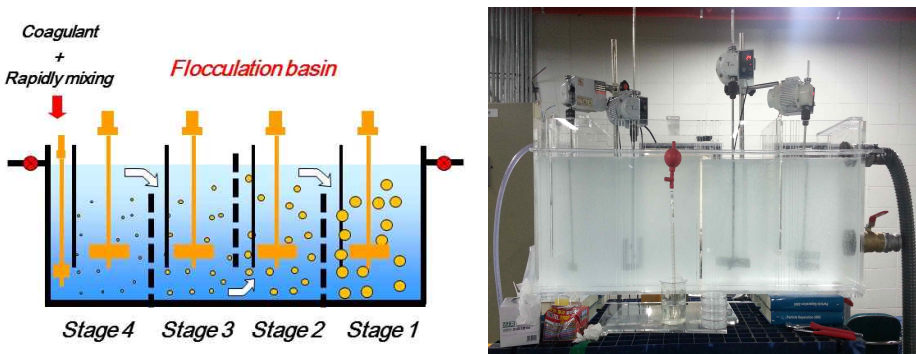 Coagulant
+
Rapidly mixing
Flocculation basin
Stage 4 Stage 3 Stage 2 Stage 1